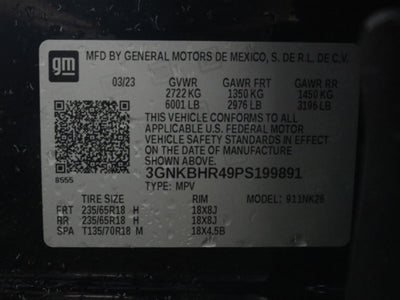 gm
MFD BY GENERAL MOTORS DE MEXICO, S. DE R.L. DE C.V.
03/23 GVWR GAWR FRT GAWR RR
2722 KG 1350 KG 1450 KG
6001 LB 2976 LB 3196 LB
THIS VEHICLE CONFORMS TO ALL
APPLICABLE U.S. FEDERAL MOTOR
VEHICLE SAFETY STANDARDS IN EFFECT
ON THE DATE OF MANUFACTURE
SHOWN ABOVE.
3GNKBHR49PS199891
8555 TYPE: MPV MODEL: 911NK26
TIRE SIZE RIM
FRT 235/65R18 H 18X8J
RR 235/65R18 H 18X8J
SPA T135/70R18 M 18X4.5B